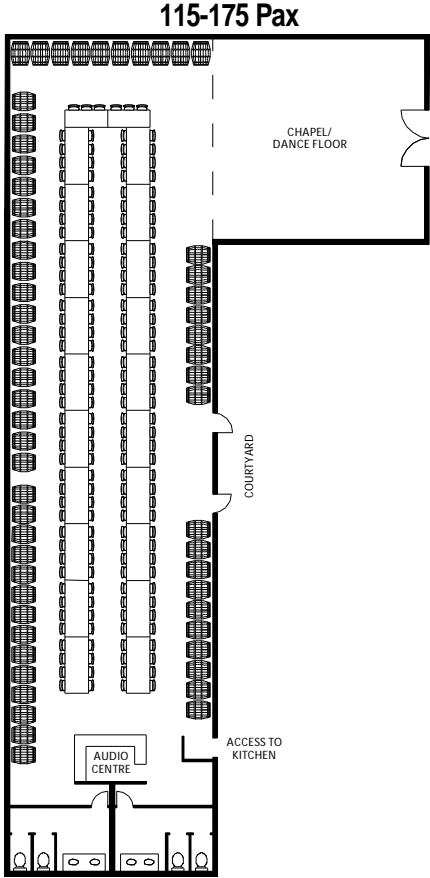 115-175 Pax
CHAPEL/
DANCE FLOOR
COURTYARD
ACCESS TO
KITCHEN
AUDIO
CENTRE